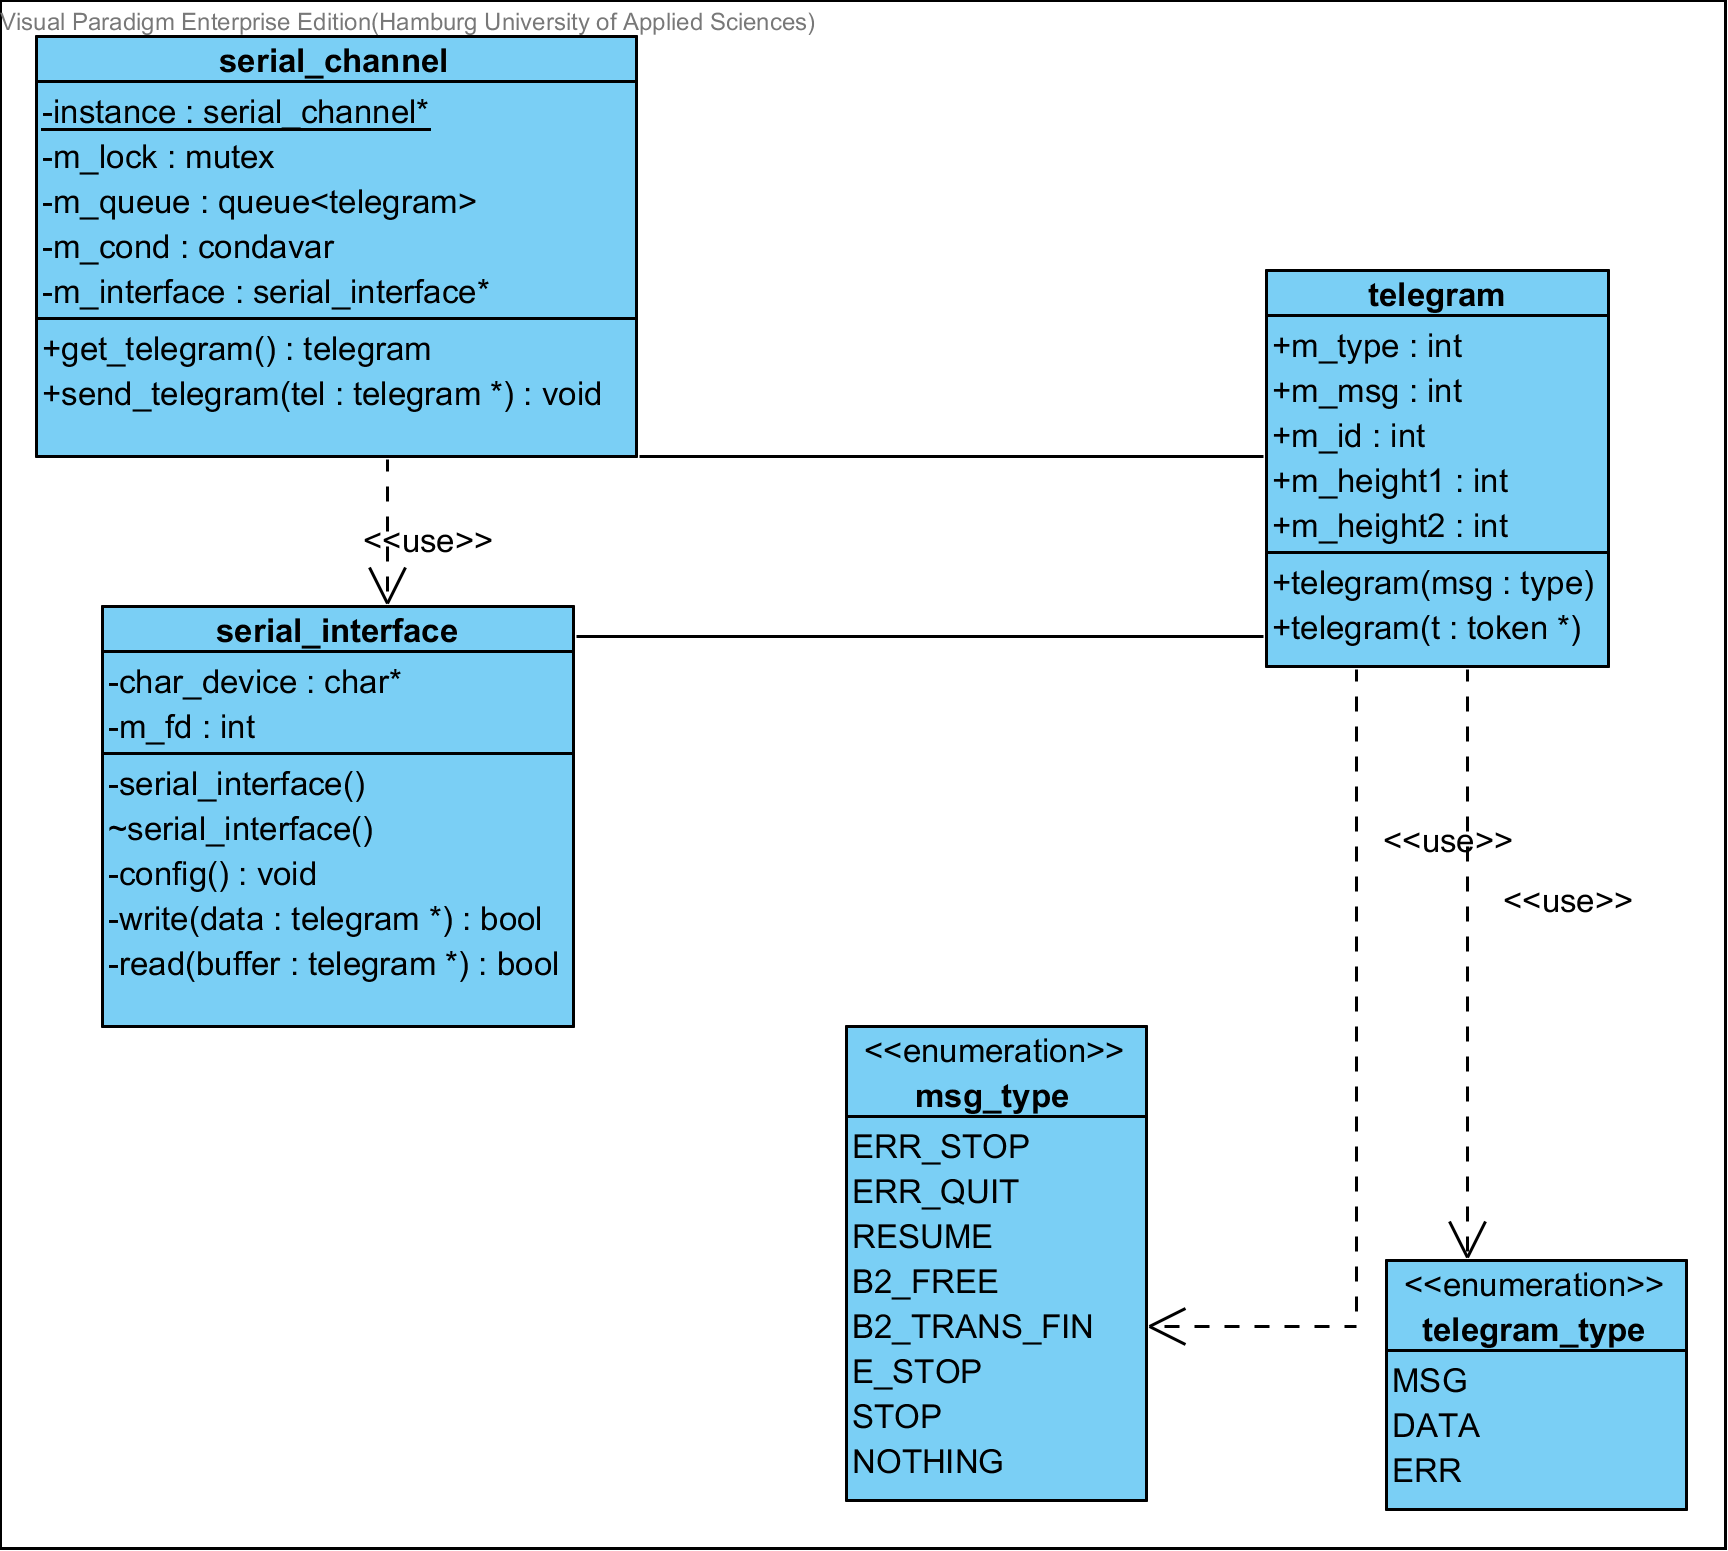 Visual Paradigm Enterprise Edition(Hamburg University of Applied Sciences)
serial_channel
-instance : serial_channel*
-m_lock : mutex
-m_queue : queue<telegram>
-m_cond : condavar
-m_interface : serial_interface*
+get_telegram() : telegram
+send_telegram(tel : telegram *) : void
telegram
+m_type : int
+m_msg : int
+m_id : int
+m_height1 : int
+m_height2 : int
+telegram(msg : type)
+telegram(t : token *)
<<use>>
serial_interface
-char_device : char*
-m_fd : int
-serial_interface()
~serial_interface()
-config() : void
-write(data : telegram *) : bool
-read(buffer : telegram *) : bool
<<use>>
<<use>>
<<enumeration>>
msg_type
ERR_STOP
ERR_QUIT
RESUME
B2_FREE
B2_TRANS_FIN
E_STOP
STOP
NOTHING
<<enumeration>>
telegram_type
MSG
DATA
ERR